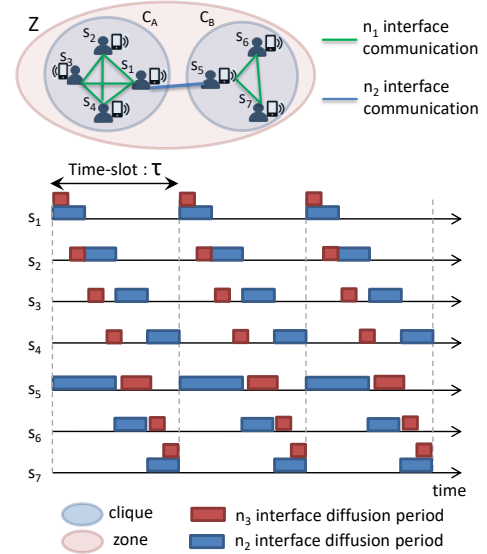 Z
C_A
C_B
s_2
s_3
s_1
s_4
s_5
s_6
s_7
n_1 interface
communication
n_2 interface
communication
Time-slot : τ
s_1
s_2
s_3
s_4
s_5
s_6
s_7
time
clique
n_3 interface diffusion period
zone
n_2 interface diffusion period